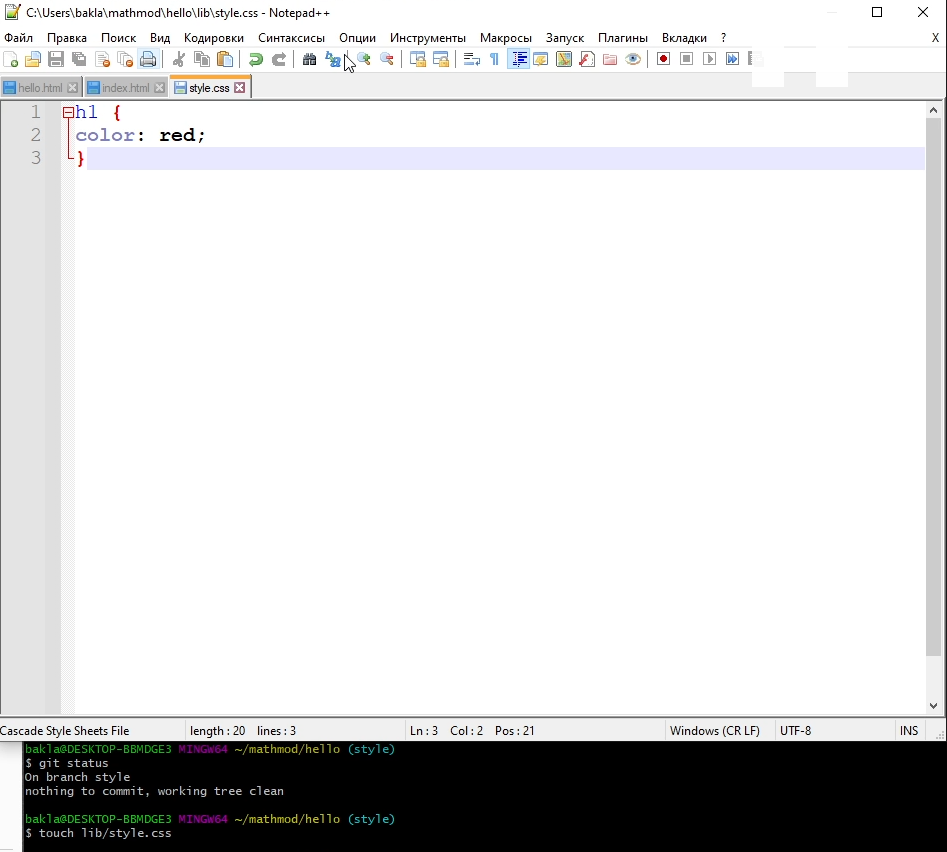 C:\Users\bakla\mathmod\hello\lib\style.css - Notepad++
Файл Правка Поиск Вид Кодировки Синтаксисы Опции Инструменты Макросы Запуск Плагины Вкладки ? X
hello.html index.html style.css
1 h1 {
2 color: red;
3 }
Cascade Style Sheets File length : 20 lines : 3 Ln : 3 Col : 2 Pos : 21 Windows (CR LF) UTF-8 INS
bakla@DESKTOP-BBMDGE3 MINGW64 ~/mathmod/hello (style)
$ git status
On branch style
nothing to commit, working tree clean
bakla@DESKTOP-BBMDGE3 MINGW64 ~/mathmod/hello (style)
$ touch lib/style.css